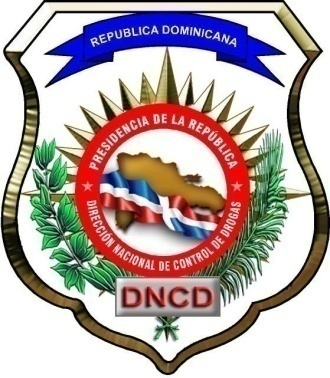 REPUBLICA DOMINICANA
PRESIDENCIA DE LA REPÚBLICA
DIRECCIÓN NACIONAL DE CONTROL DE DROGAS
DNCD